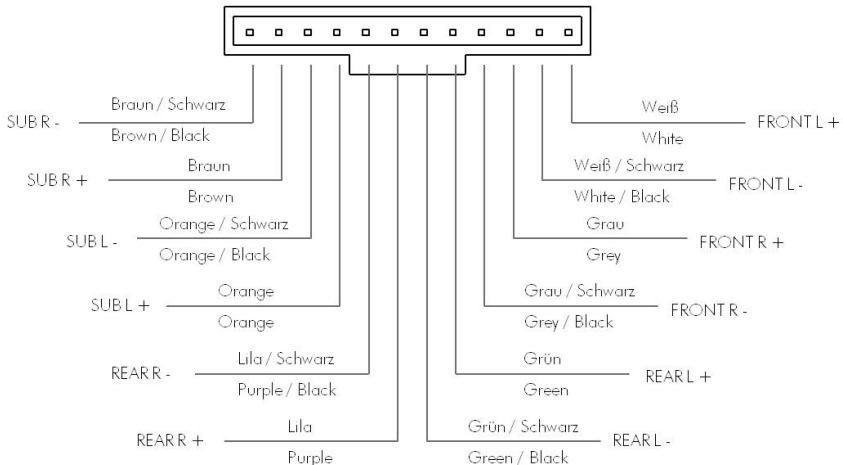 Braun / Schwarz
SUB R -
Brown / Black
Braun
SUB R +
Brown
Orange / Schwarz
SUB L -
Orange / Black
Orange
SUB L +
Orange
Lila / Schwarz
REAR R -
Purple / Black
Lila
REAR R +
Purple
Weiß
FRONT L +
White
Weiß / Schwarz
FRONT L -
White / Black
Grau
FRONT R +
Grey
Grau / Schwarz
FRONT R -
Grey / Black
Grün
REAR L +
Green
Grün / Schwarz
REAR L -
Green / Black